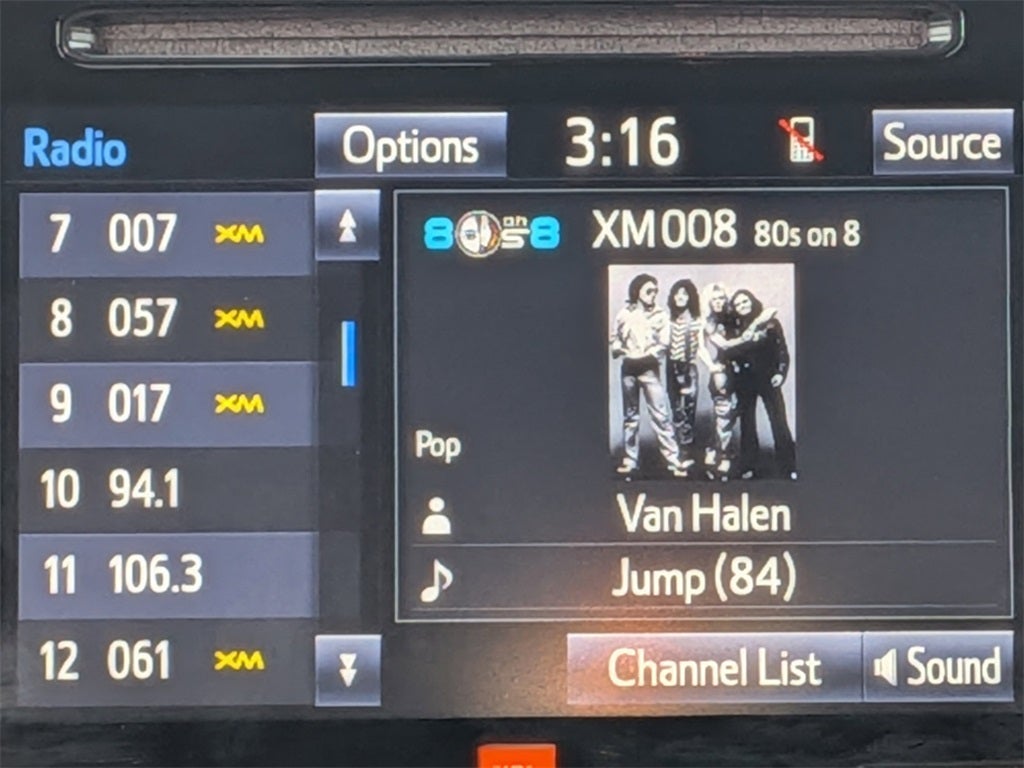 Radio Options 3:16 Source
7 007 XM
8 057 XM
9 017 XM
10 94.1
11 106.3
12 061 XM
80s on 8 XM008 80s on 8
Pop
Van Halen
Jump (84)
Channel List Sound